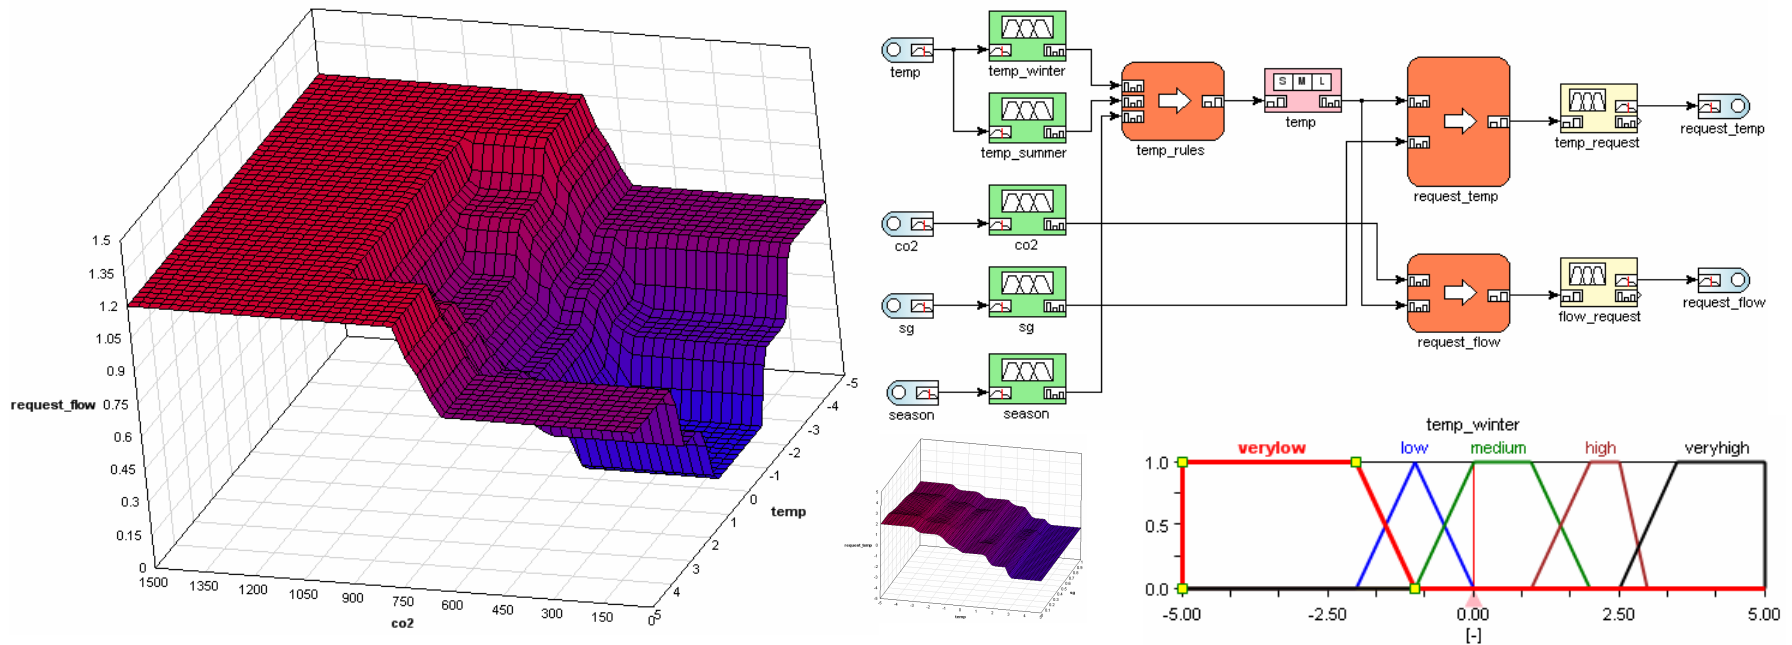 1.5
1.35
1.2
1.05
0.9
0.75
0.6
0.45
0.3
0.15
0
request_flow
1500 1350 1200 1050 900 750 600 450 300 150 0
co2
-5
-4
-3
-2
-1
0
1
2
3
4
5
temp
temp
temp_winter
temp_summer
temp_rules
S M L
temp
request_temp
temp_request
request_temp
co2
co2
sg
sg
season
season
request_flow
flow_request
request_flow
request_temp
temp
temp_winter
verylow low medium high veryhigh
1.0
0.5
0.0
-5.00 -2.50 0.00 2.50 5.00
[-]